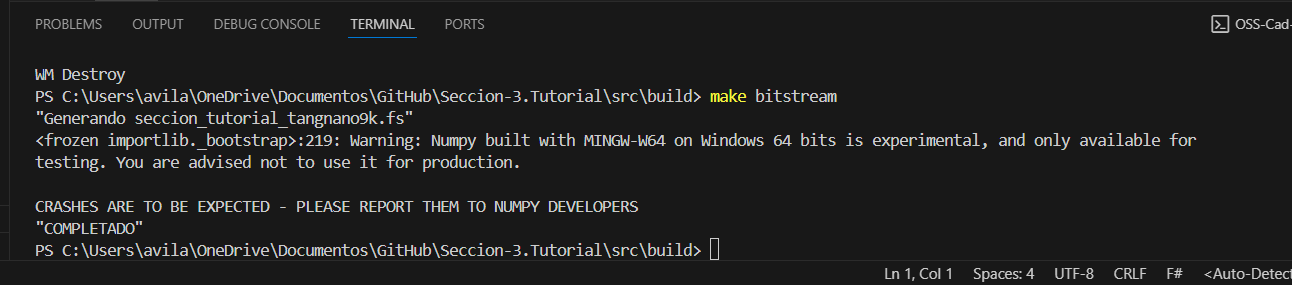 PROBLEMS OUTPUT DEBUG CONSOLE TERMINAL PORTS OSS-Cad-
WM Destroy
PS C:\Users\avila\OneDrive\Documentos\GitHub\Seccion-3.Tutorial\src\build> make bitstream
"Generando seccion_tutorial_tangnano9k.fs"
<frozen importlib._bootstrap>:219: Warning: Numpy built with MINGW-W64 on Windows 64 bits is experimental, and only available for
testing. You are advised not to use it for production.
CRASHES ARE TO BE EXPECTED - PLEASE REPORT THEM TO NUMPY DEVELOPERS
"COMPLETADO"
PS C:\Users\avila\OneDrive\Documentos\GitHub\Seccion-3.Tutorial\src\build>
Ln 1, Col 1 Spaces: 4 UTF-8 CRLF F# <Auto-Detect